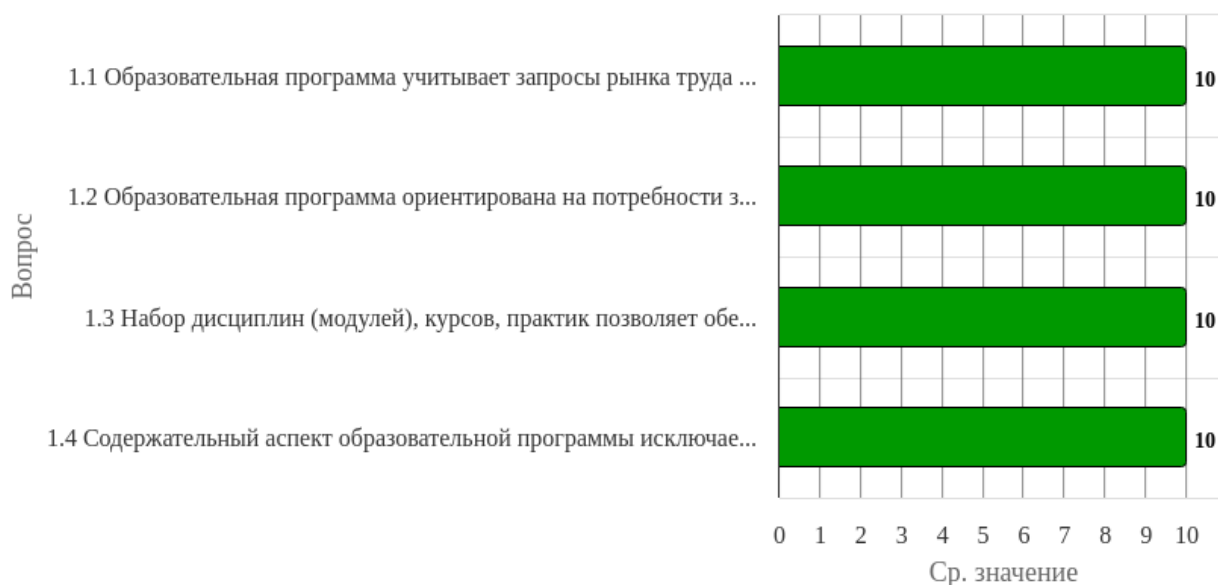 1.1 Образовательная программа учитывает запросы рынка труда ...
10
1.2 Образовательная программа ориентирована на потребности з...
10
Вопрос
1.3 Набор дисциплин (модулей), курсов, практик позволяет обе...
10
1.4 Содержательный аспект образовательной программы исключае...
10
0 1 2 3 4 5 6 7 8 9 10
Ср. значение